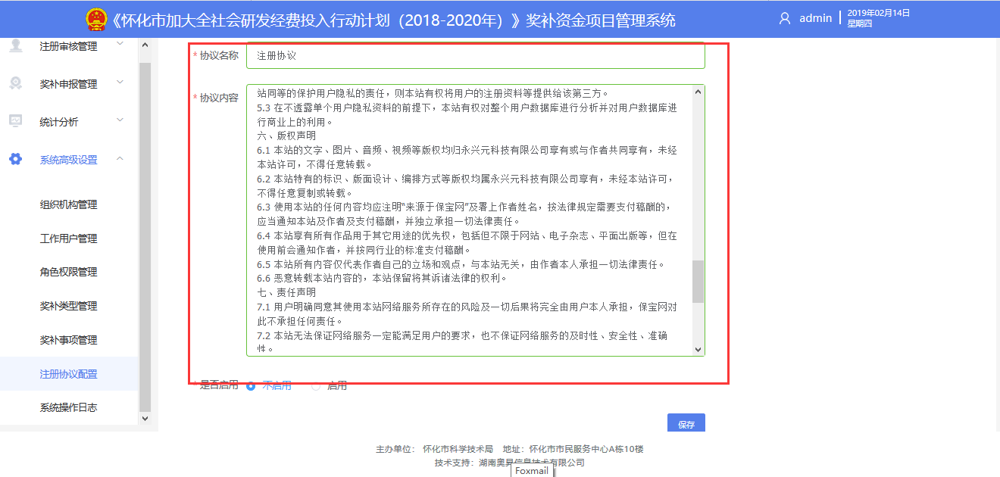 《怀化市加大全社会研发经费投入行动计划（2018-2020年）》奖补资金项目管理系统
admin
2019年02月14日
星期四
注册审核管理
奖补申报管理
统计分析
系统高级设置
组织机构管理
工作用户管理
角色权限管理
奖补类型管理
奖补事项管理
注册协议配置
系统操作日志
* 协议名称
注册协议
* 协议内容
站同等的保护用户隐私的责任，则本站有权将用户的注册资料等提供给该第三方。
5.3 在不透露单个用户隐私资料的前提下，本站有权对整个用户数据库进行分析并对用户数据库进
行商业上的利用。
六、版权声明
6.1 本站的文字、图片、音频、视频等版权均归永兴元科技有限公司享有或与作者共同享有，未经
本站许可，不得任意转载。
6.2 本站特有的标识、版面设计、编排方式等版权均属永兴元科技有限公司享有，未经本站许可，
不得任意复制或转载。
6.3 使用本站的任何内容均应注明“来源于保宝网”及署上作者姓名，按法律规定需要支付稿酬的，
应当通知本站及作者及支付稿酬，并独立承担一切法律责任。
6.4 本站享有所有作品用于其它用途的优先权，包括但不限于网站、电子杂志、平面出版等，但在
使用前会通知作者，并按同行业的标准支付稿酬。
6.5 本站所有内容仅代表作者自己的立场和观点，与本站无关，由作者本人承担一切法律责任。
6.6 恶意转载本站内容的，本站保留将其诉诸法律的权利。
七、责任声明
7.1 用户明确同意其使用本站网络服务所存在的风险及一切后果将完全由用户本人承担，保宝网对
此不承担任何责任。
7.2 本站无法保证网络服务一定能满足用户的要求，也不保证网络服务的及时性、安全性、准确
性。
* 是否启用
不启用
启用
保存
主办单位： 怀化市科学技术局 地址：怀化市市民服务中心A栋10楼
技术支持：湖南奥昇信息技术有限公司
Foxmail